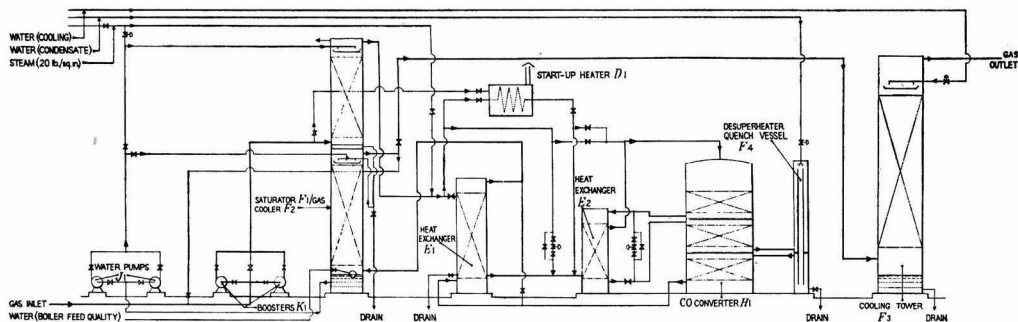 WATER (COOLING)
WATER (CONDENSATE)
STEAM (20 lb./sq.in)
GAS
OUTLET
START-UP HEATER D1
DESUPERHEATER
QUENCH VESSEL
F4
SATURATOR F1/GAS
COOLER F2
HEAT
EXCHANGER
E1
HEAT
EXCHANGER
E2
WATER PUMPS
J1
BOOSTERS K1
GAS INLET
WATER (BOILER FEED QUALITY)
DRAIN
DRAIN
CO CONVERTER H1
DRAIN
COOLING TOWER
F3
DRAIN